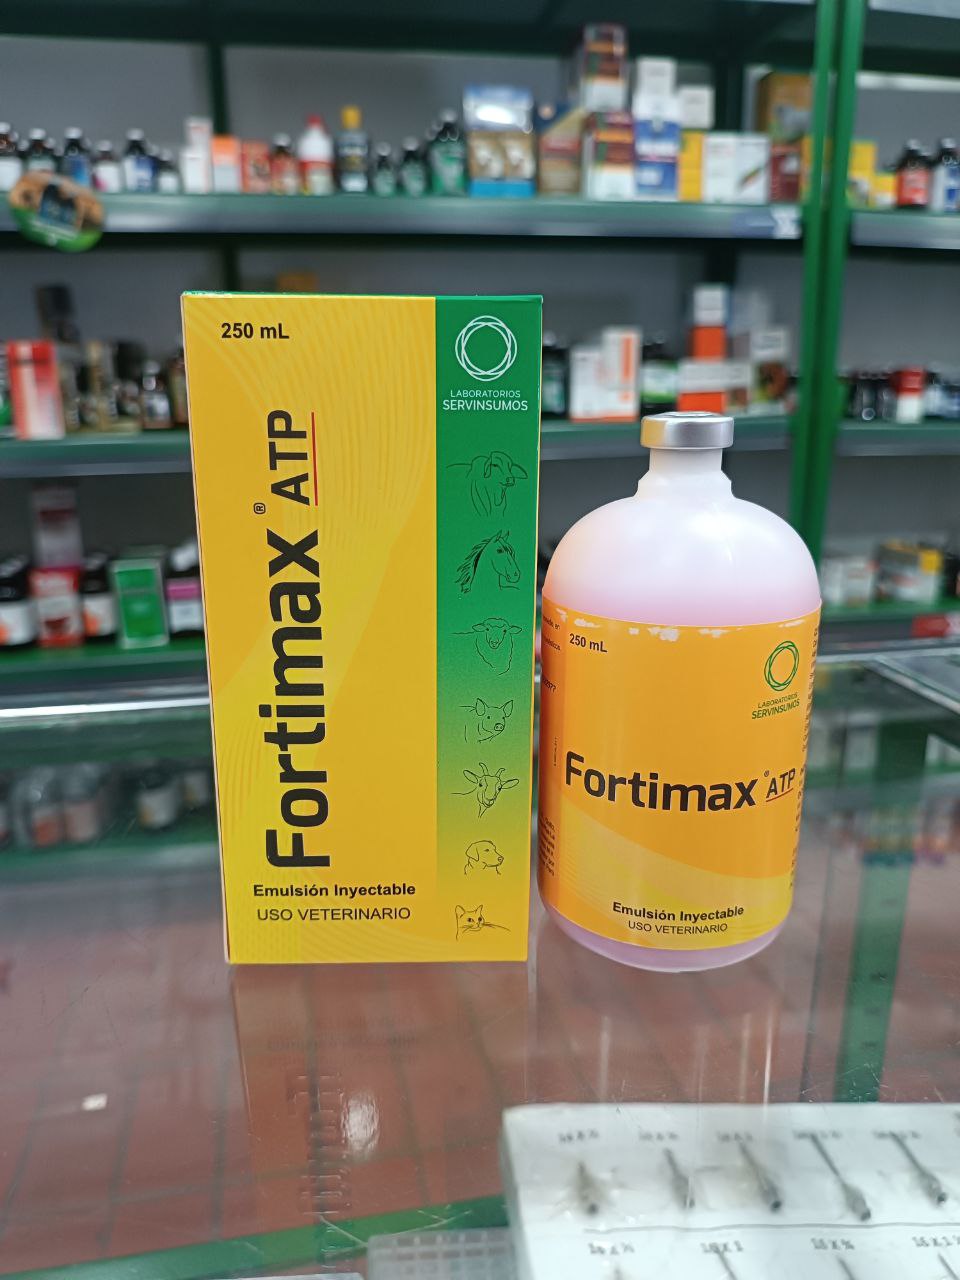 250 mL
LABORATORIOS
SERVINSUMOS
Fortimax® ATP
Emulsión Inyectable
USO VETERINARIO
250 mL
LABORATORIOS
SERVINSUMOS
Fortimax® ATP
Emulsión Inyectable
USO VETERINARIO